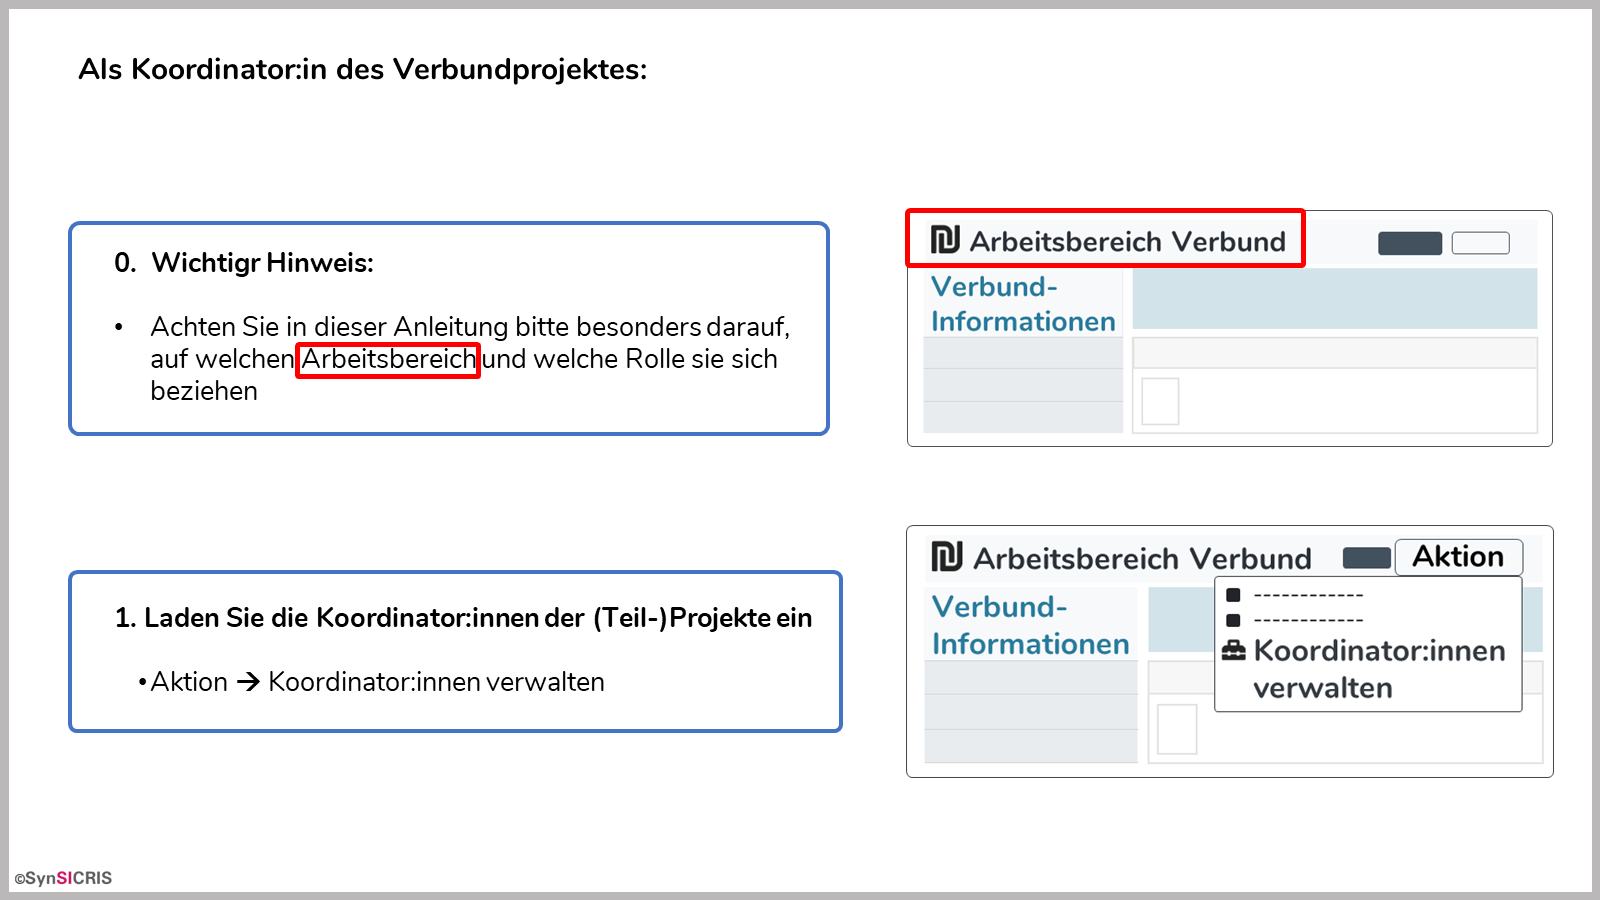 Als Koordinator:in des Verbundprojektes:
0. Wichtigr Hinweis:
• Achten Sie in dieser Anleitung bitte besonders darauf,
auf welchen Arbeitsbereich und welche Rolle sie sich
beziehen
Arbeitsbereich Verbund
Verbund-
Informationen
1. Laden Sie die Koordinator:innen der (Teil-)Projekte ein
• Aktion → Koordinator:innen verwalten
Arbeitsbereich Verbund
Aktion
Verbund-
Informationen
------------
------------
Koordinator:innen
verwalten
©SynSICRIS